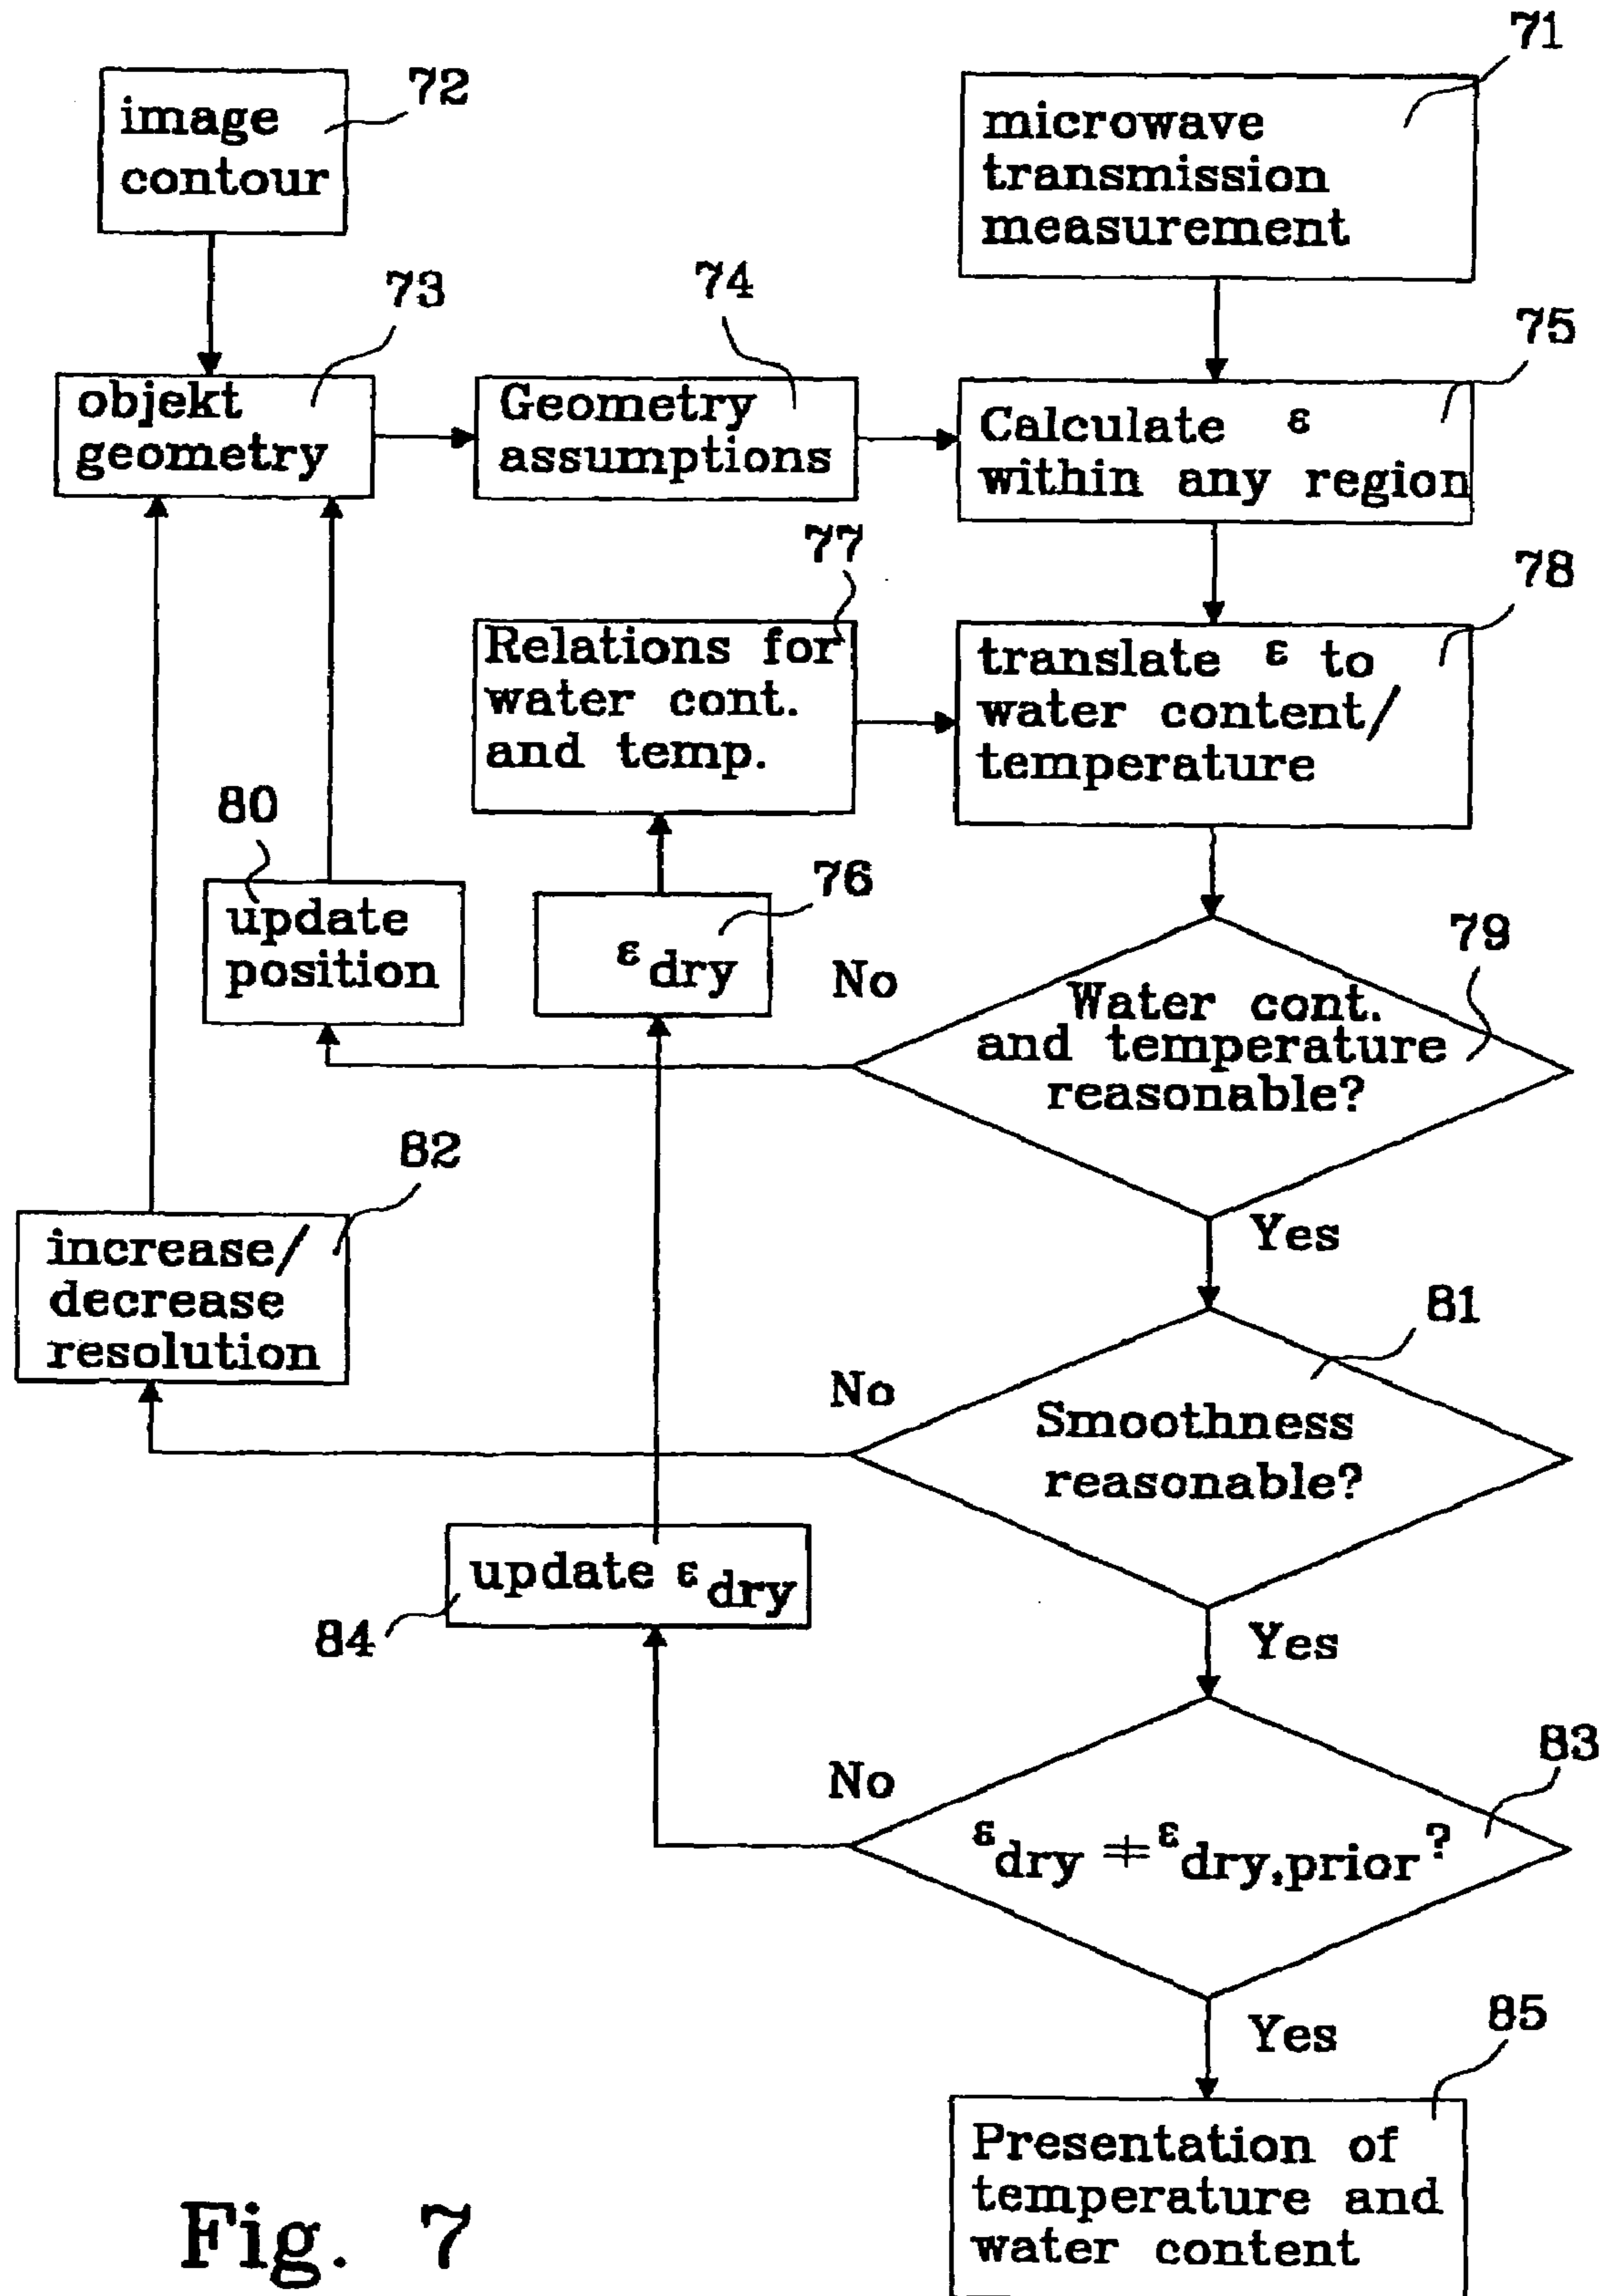 71
72
image
contour
microwave
transmission
measurement
73
74
75
objekt
geometry
Geometry
assumptions
Calculate ε
within any region
77
78
Relations for
water cont.
and temp.
translate ε to
water content/
temperature
80
update
position
76
ε dry
No
79
Water cont.
and temperature
reasonable?
82
Yes
increase/
decrease
resolution
81
No
Smoothness
reasonable?
update ε dry
84
Yes
83
No
ε dry ≠ ε dry,prior ?
85
Yes
Presentation of
temperature and
water content
Fig. 7